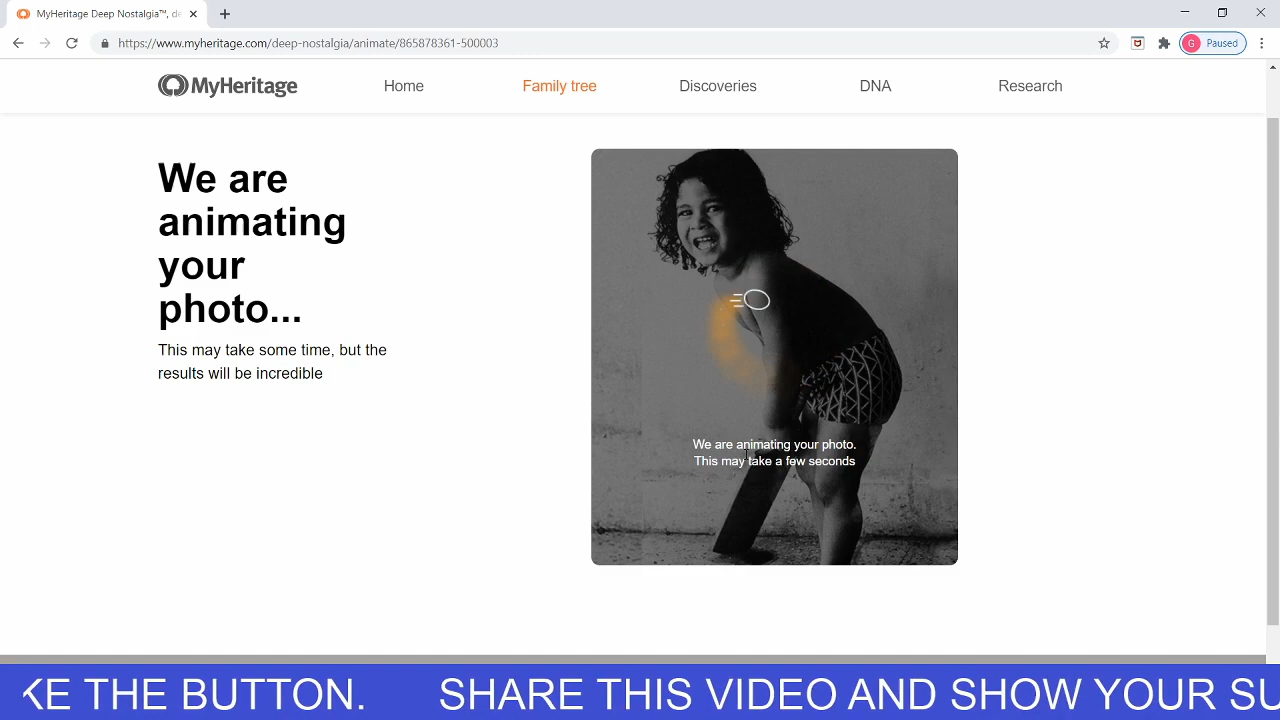 MyHeritage Deep Nostalgia™, de
https://www.myheritage.com/deep-nostalgia/animate/865878361-500003
G Paused
MyHeritage
Home Family tree Discoveries DNA Research
We are
animating
your
photo...
This may take some time, but the
results will be incredible
We are animating your photo.
This may take a few seconds
KE THE BUTTON. SHARE THIS VIDEO AND SHOW YOUR SU